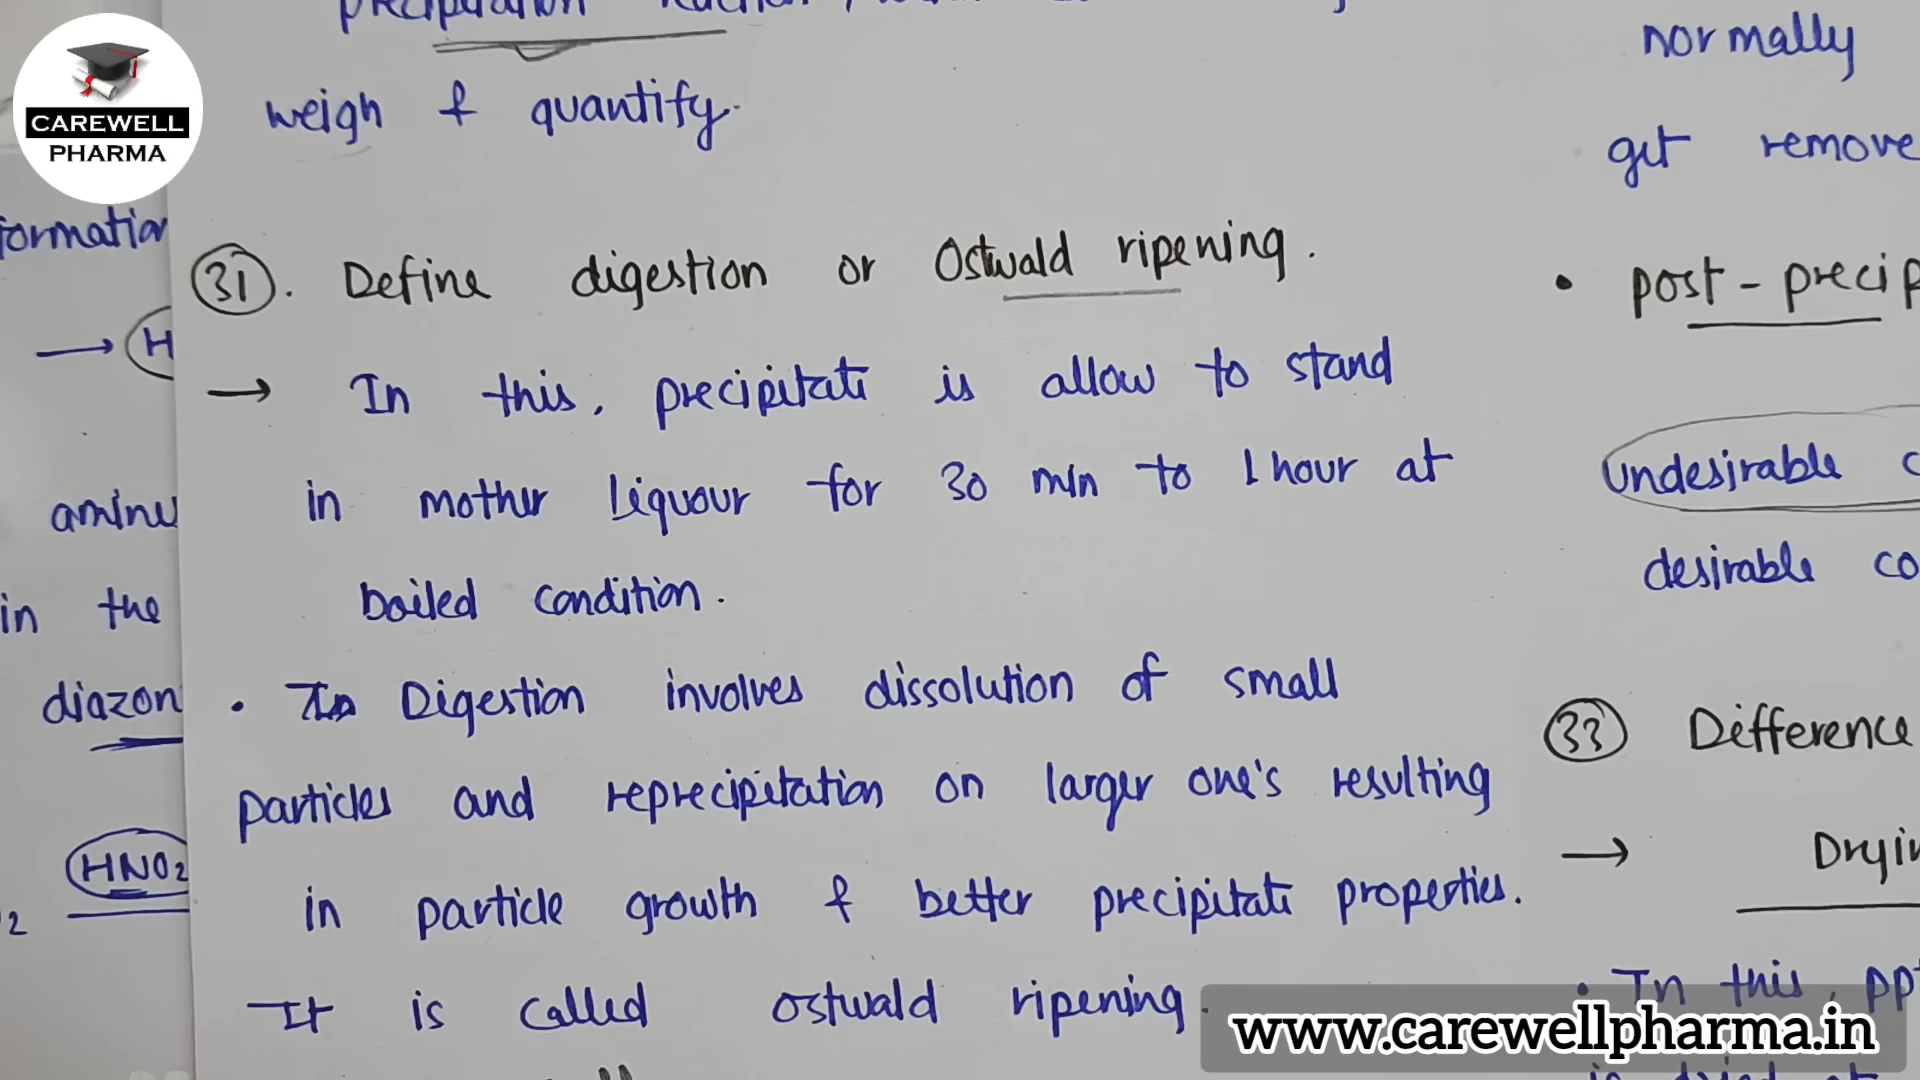 CAREWELL
PHARMA
weigh & quantify.
31. Define digestion or Ostwald ripening.
→ In this, precipitate is allow to stand
in mother liquour for 30 min to 1 hour at
boiled condition.
• Digestion involves dissolution of small
particles and reprecipitation on larger one's resulting
in particle growth & better precipitate properties.
It is called ostwald ripening.
formation
→ H
amine
in the
diazon
HNO2
2
normally
get remove
• post-precip
undesirable c
desirable co
33 Difference
→ Dryin
• In this, ppt
www.carewellpharma.in